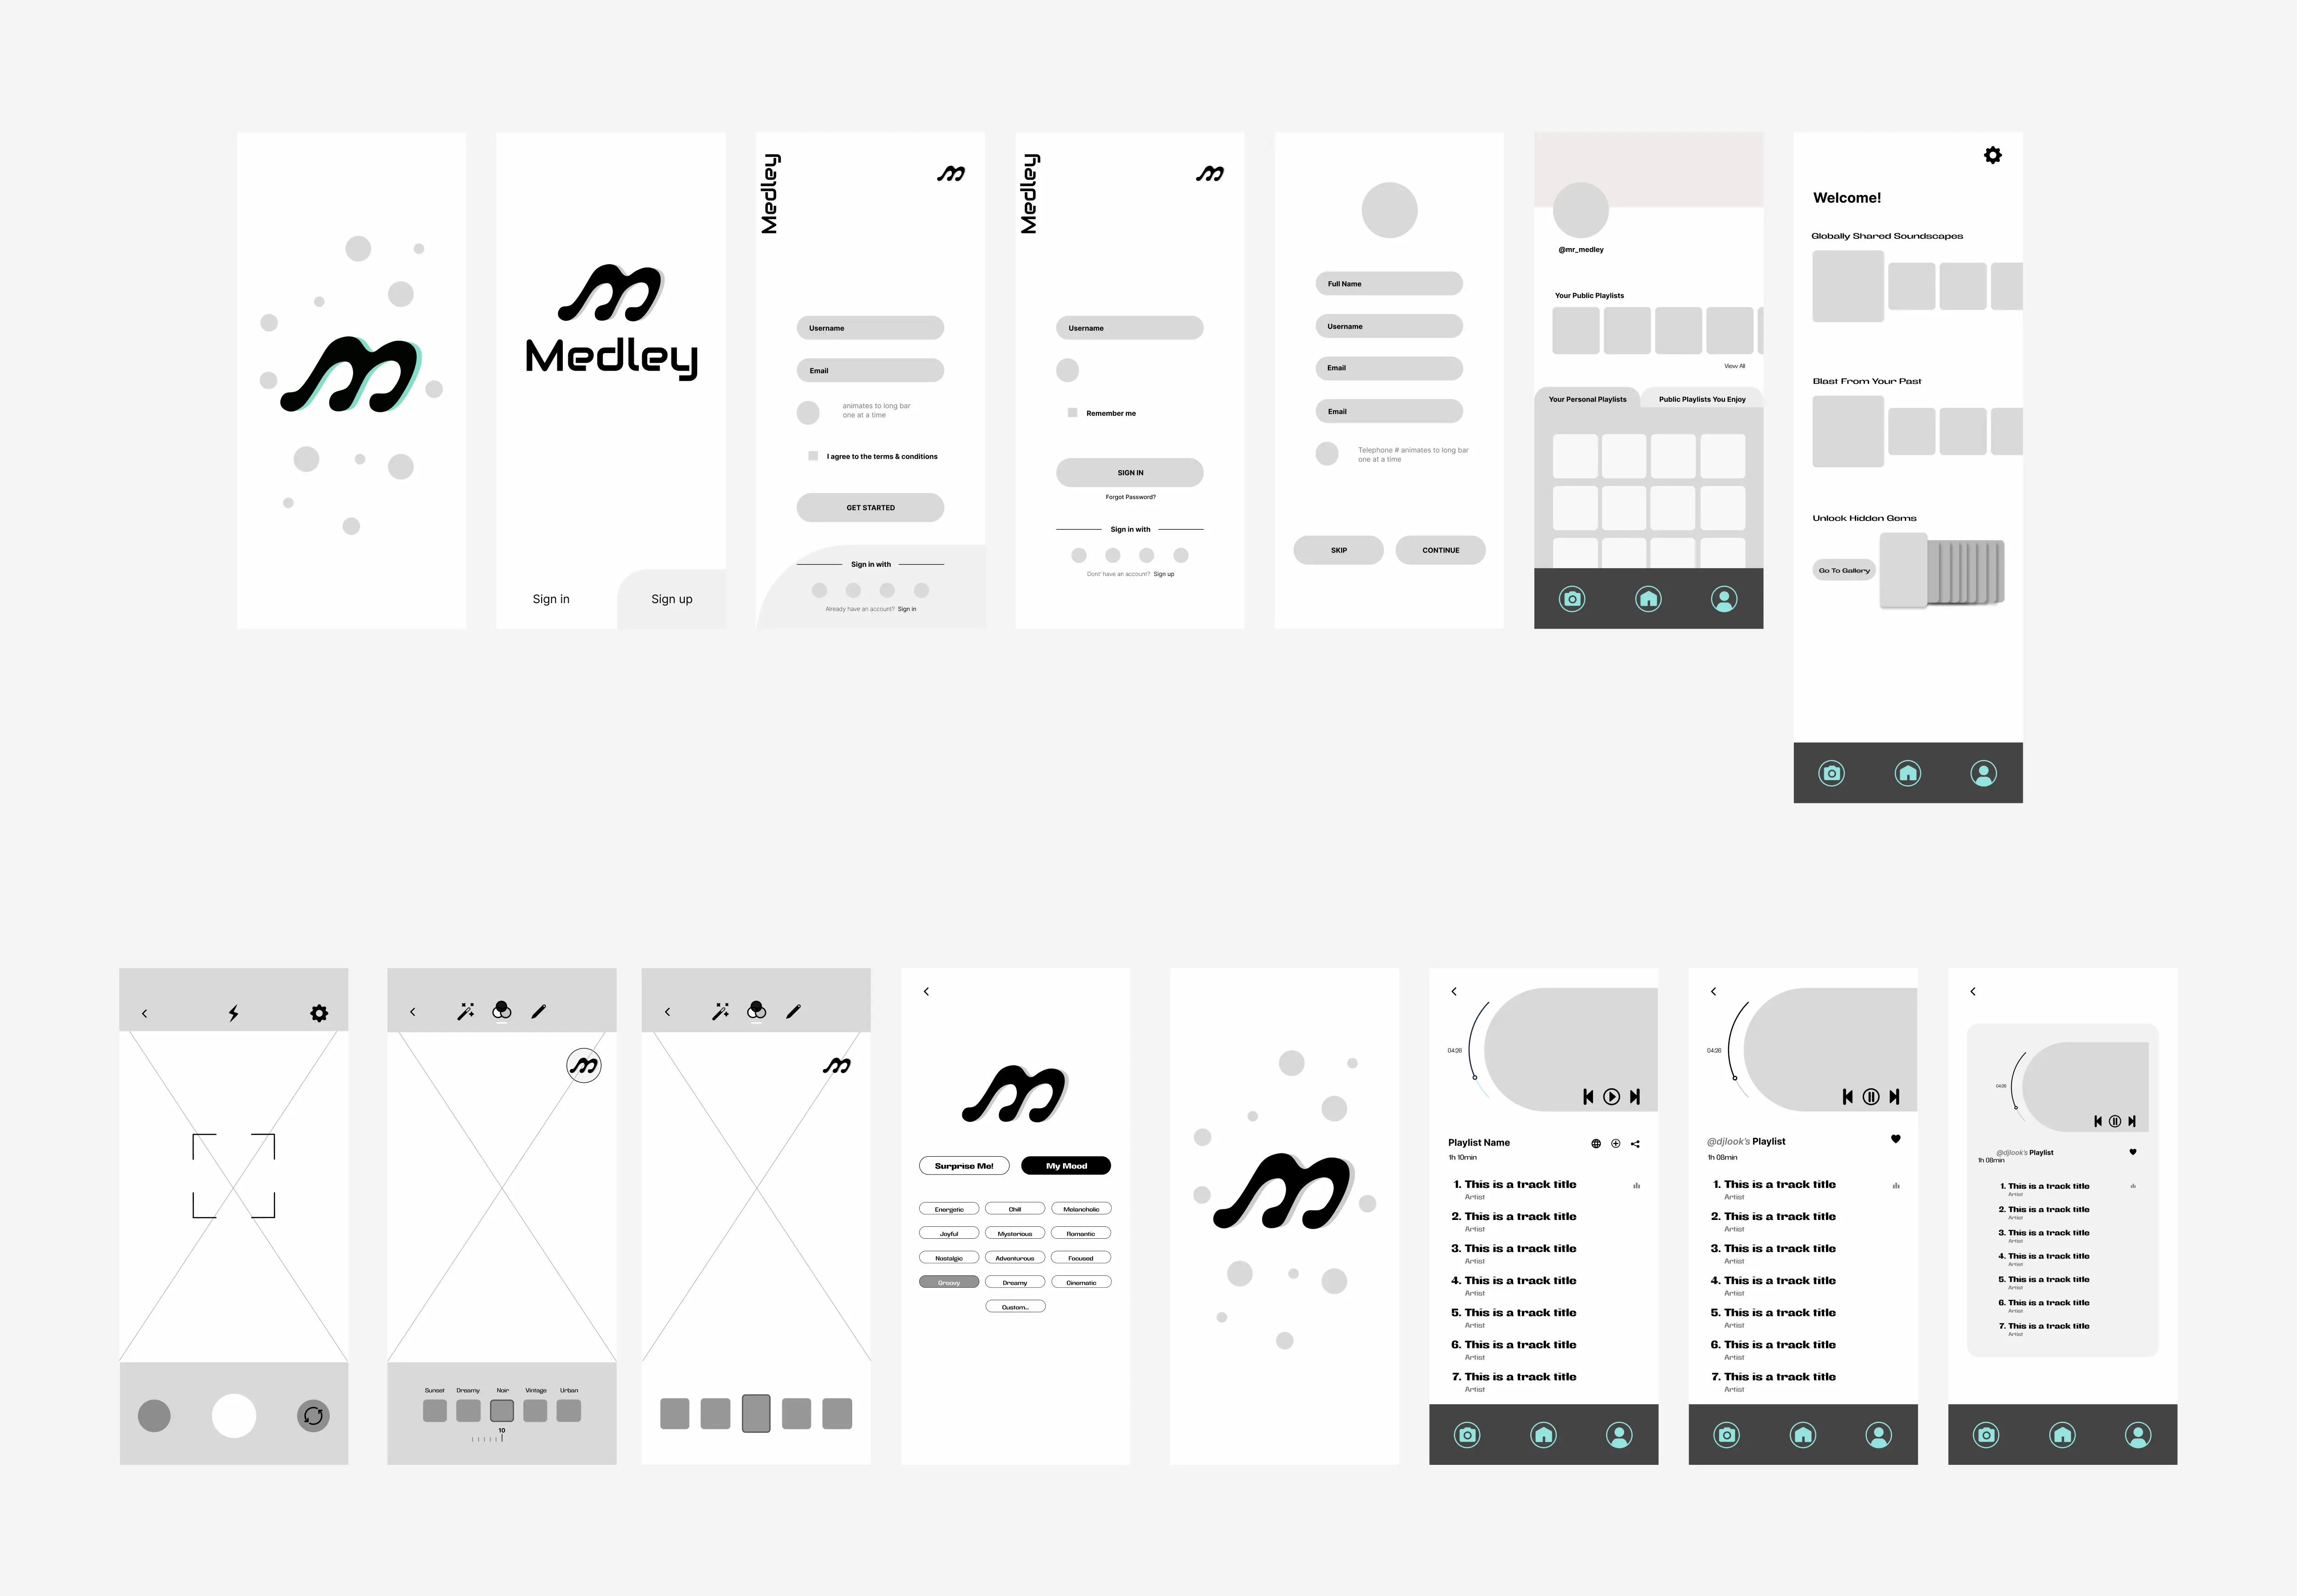 Medley
Sign in
Sign up
Medley
Username
Email
animates to long bar
one at a time
I agree to the terms & conditions
GET STARTED
Sign in with
Already have an account? Sign in
Medley
Username
Remember me
SIGN IN
Forgot Password?
Sign in with
Dont' have an account? Sign up
Full Name
Username
Email
Email
Telephone # animates to long bar
one at a time
SKIP
CONTINUE
@mr_medley
Your Public Playlists
View All
Your Personal Playlists
Public Playlists You Enjoy
Welcome!
Globally Shared Soundscapes
Blast From Your Past
Unlock Hidden Gems
Go To Gallery
Sunset Dreamy Noir Vintage Urban
10
Surprise Me!
My Mood
Energetic Chill Melancholic
Joyful Mysterious Romantic
Nostalgic Adventurous Focused
Groovy Dreamy Cinematic
Custom...
04:26
Playlist Name
1h 10min
1. This is a track title
Artist
2. This is a track title
Artist
3. This is a track title
Artist
4. This is a track title
Artist
5. This is a track title
Artist
6. This is a track title
Artist
7. This is a track title
Artist
04:26
@djlook's Playlist
1h 08min
1. This is a track title
Artist
2. This is a track title
Artist
3. This is a track title
Artist
4. This is a track title
Artist
5. This is a track title
Artist
6. This is a track title
Artist
7. This is a track title
Artist
04:26
@djlook's Playlist
1h 08min
1. This is a track title
Artist
2. This is a track title
Artist
3. This is a track title
Artist
4. This is a track title
Artist
5. This is a track title
Artist
6. This is a track title
Artist
7. This is a track title
Artist